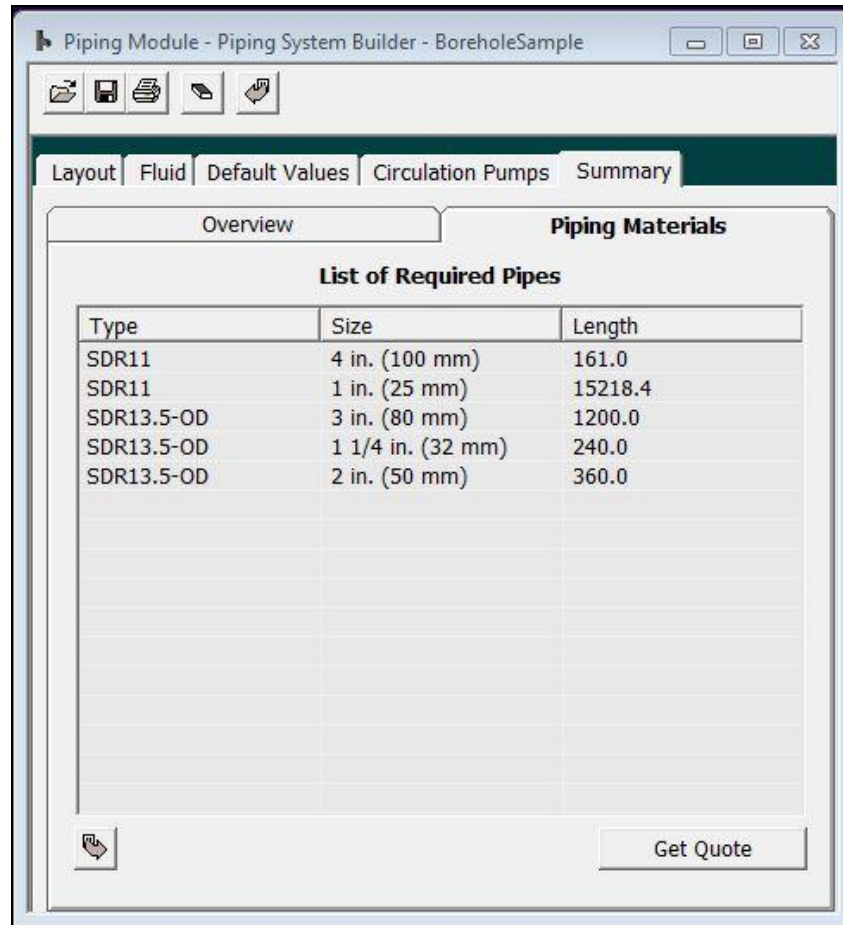 Piping Module - Piping System Builder - BoreholeSample
Layout Fluid Default Values Circulation Pumps Summary
Overview Piping Materials
List of Required Pipes
Type Size Length
SDR11 4 in. (100 mm) 161.0
SDR11 1 in. (25 mm) 15218.4
SDR13.5-OD 3 in. (80 mm) 1200.0
SDR13.5-OD 1 1/4 in. (32 mm) 240.0
SDR13.5-OD 2 in. (50 mm) 360.0
Get Quote